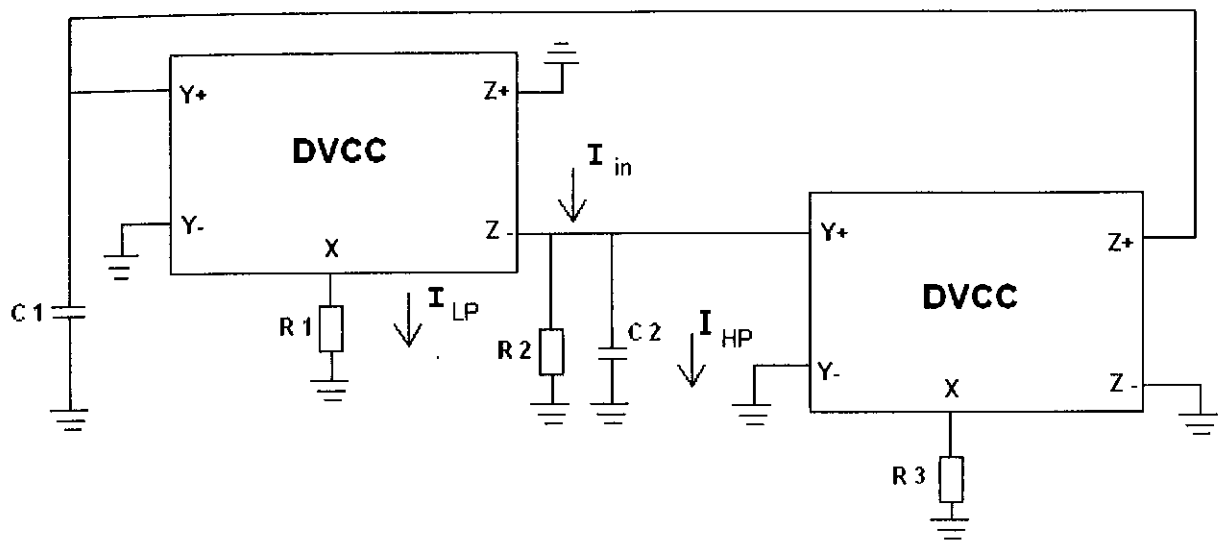 Y+
Z+
DVCC
I in
Y-
Z -
X
Y+
Z+
C 1
R 1
I LP
R 2
C 2
I HP
DVCC
Y-
Z -
X
R 3